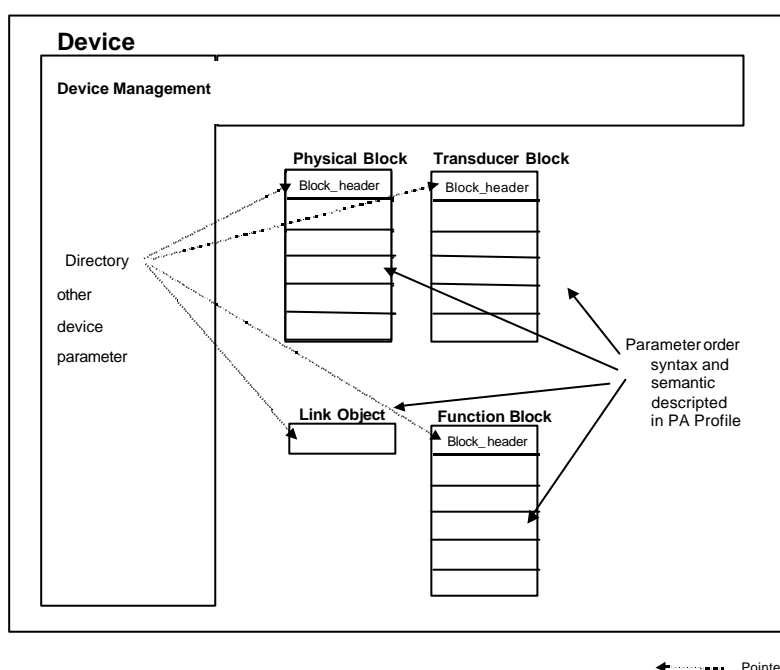 Device
Device Management
Physical Block
Transducer Block
Block_header
Block_header
Directory
other
device
parameter
Parameter order
syntax and
semantic
descripted
in PA Profile
Link Object
Function Block
Block_header
Pointe